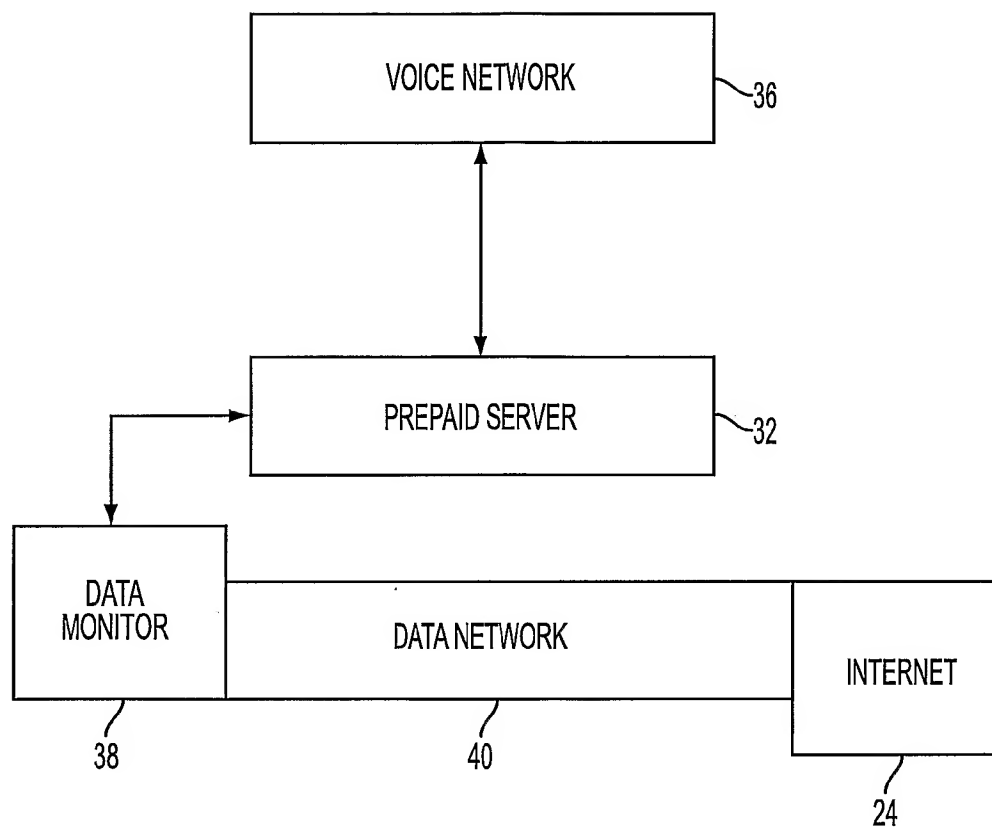 VOICE NETWORK
36
PREPAID SERVER
32
DATA
MONITOR
DATA NETWORK
INTERNET
38
40
24